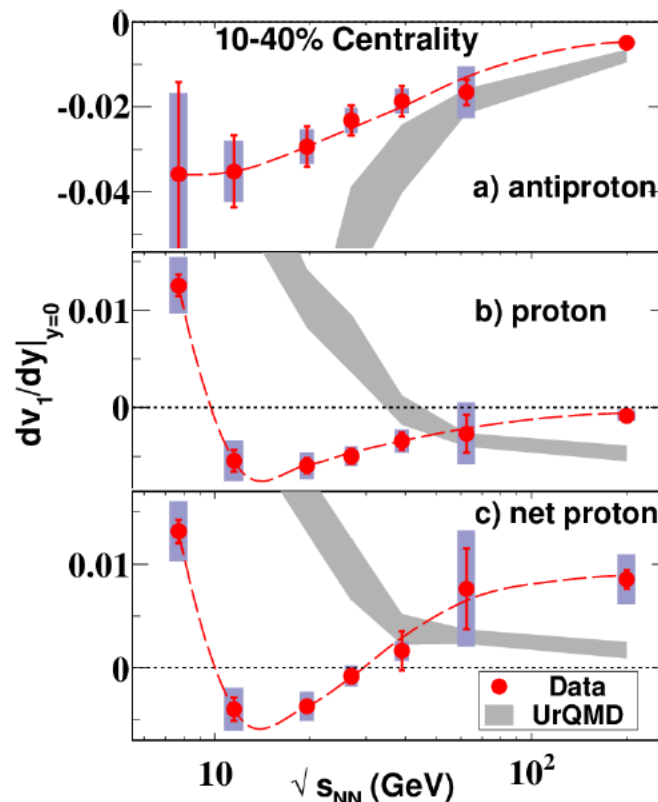 0
10-40% Centrality
-0.02
-0.04
a) antiproton
0.01
b) proton
0
dv₁/dy|y=0
c) net proton
0.01
0
Data
UrQMD
10
10²
√ sNN (GeV)